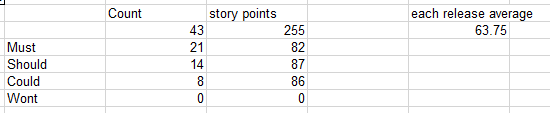 Count story points each release average
43 255 63.75
Must 21 82
Should 14 87
Could 8 86
Wont 0 0